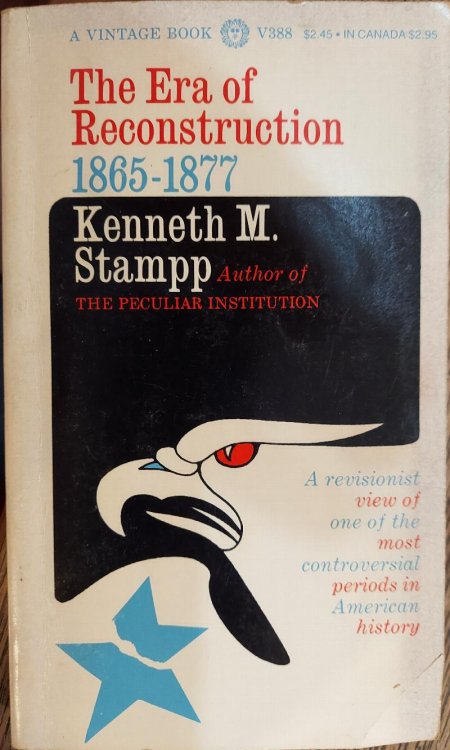 A VINTAGE BOOK V388 $2.45 • IN CANADA $2.95
The Era of
Reconstruction
1865-1877
Kenneth M.
Stampp Author of
THE PECULIAR INSTITUTION
A revisionist
view of
one of the
most
controversial
periods in
American
history